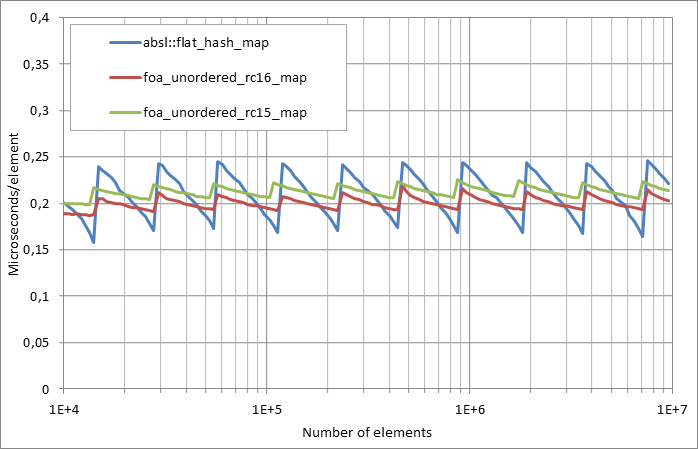 0,4
0,35
0,3
0,25
0,2
0,15
0,1
0,05
0
Microseconds/element
absl::flat_hash_map
foa_unordered_rc16_map
foa_unordered_rc15_map
1E+4 1E+5 1E+6 1E+7
Number of elements